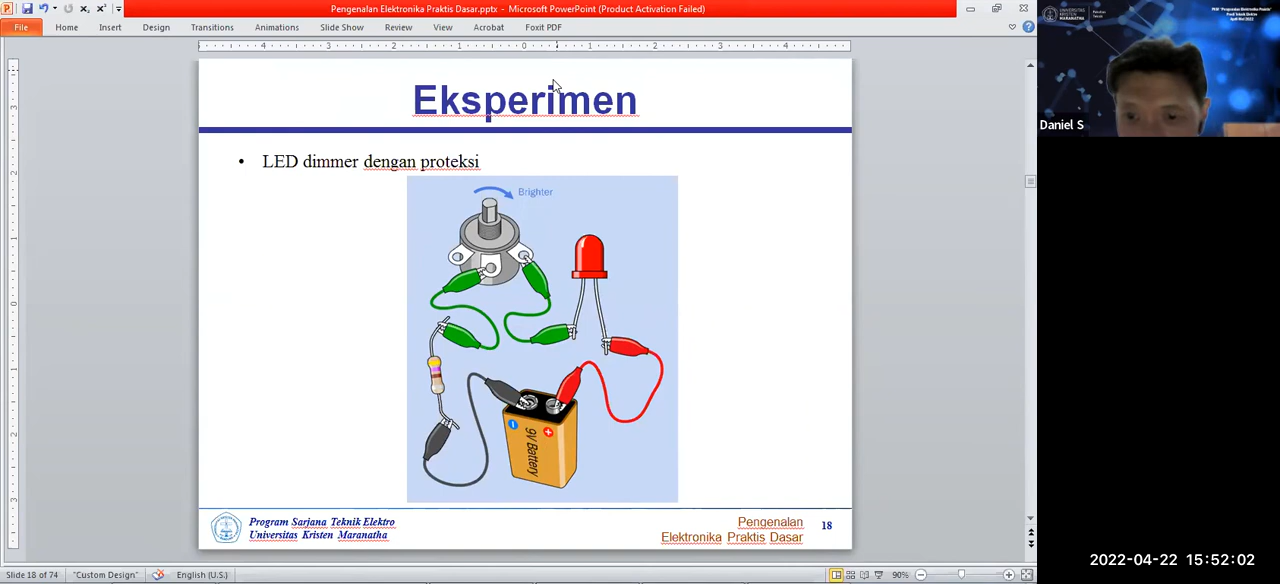 Pengenalan Elektronika Praktis Dasar.pptx - Microsoft PowerPoint (Product Activation Failed)
File Home Insert Design Transitions Animations Slide Show Review View Acrobat Foxit PDF
Eksperimen
• LED dimmer dengan proteksi
Brighter
9V Battery
Program Sarjana Teknik Elektro
Universitas Kristen Maranatha
Pengenalan
Elektronika Praktis Dasar
18
Slide 18 of 74 "Custom Design" English (U.S.) 90%
UNIVERSITAS
KRISTEN
MARANATHA
Daniel S
2022-04-22 15:52:02